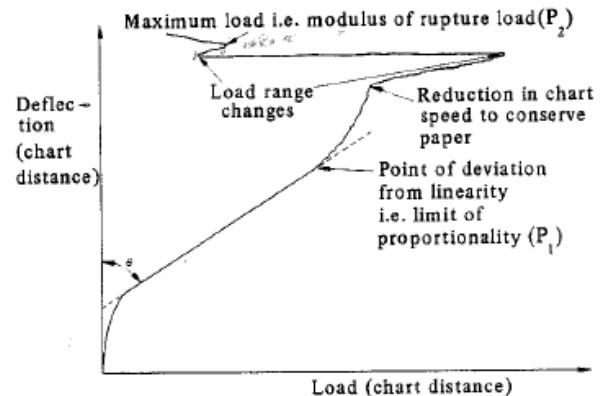 Maximum load i.e. modulus of rupture load(P₂)
Load range
changes
Deflec-
tion
(chart
distance)
Reduction in chart
speed to conserve
paper
Point of deviation
from linearity
i.e. limit of
proportionality (P₁)
θ
Load (chart distance)